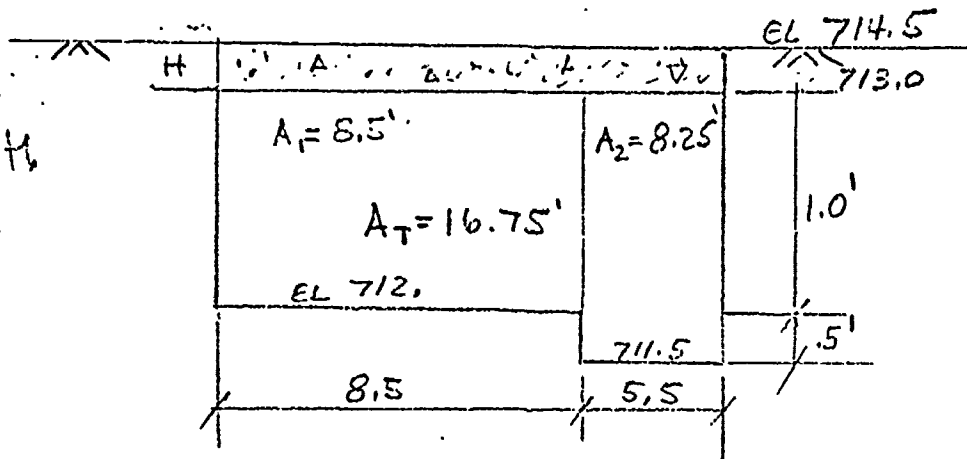 EL 714.5
H
713.0
A₁= 8.5'
A₂= 8.25'
1.0'
A_T= 16.75'
EL 712.
711.5
.5'
8.5
5.5